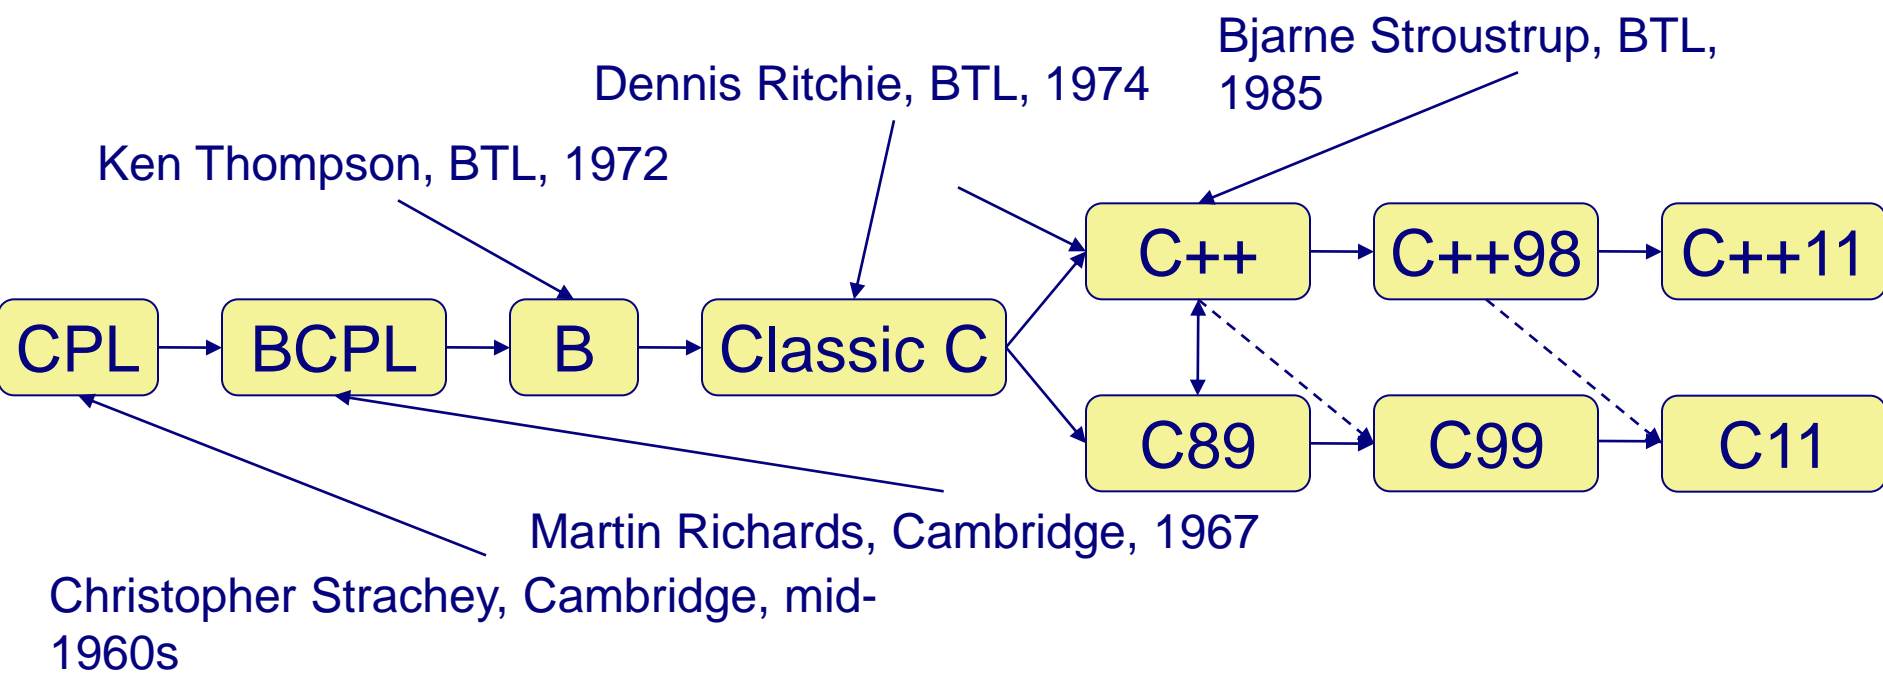 Bjarne Stroustrup, BTL,
1985
Dennis Ritchie, BTL, 1974
Ken Thompson, BTL, 1972
C++
C++98
C++11
CPL
BCPL
B
Classic C
C89
C99
C11
Martin Richards, Cambridge, 1967
Christopher Strachey, Cambridge, mid-
1960s